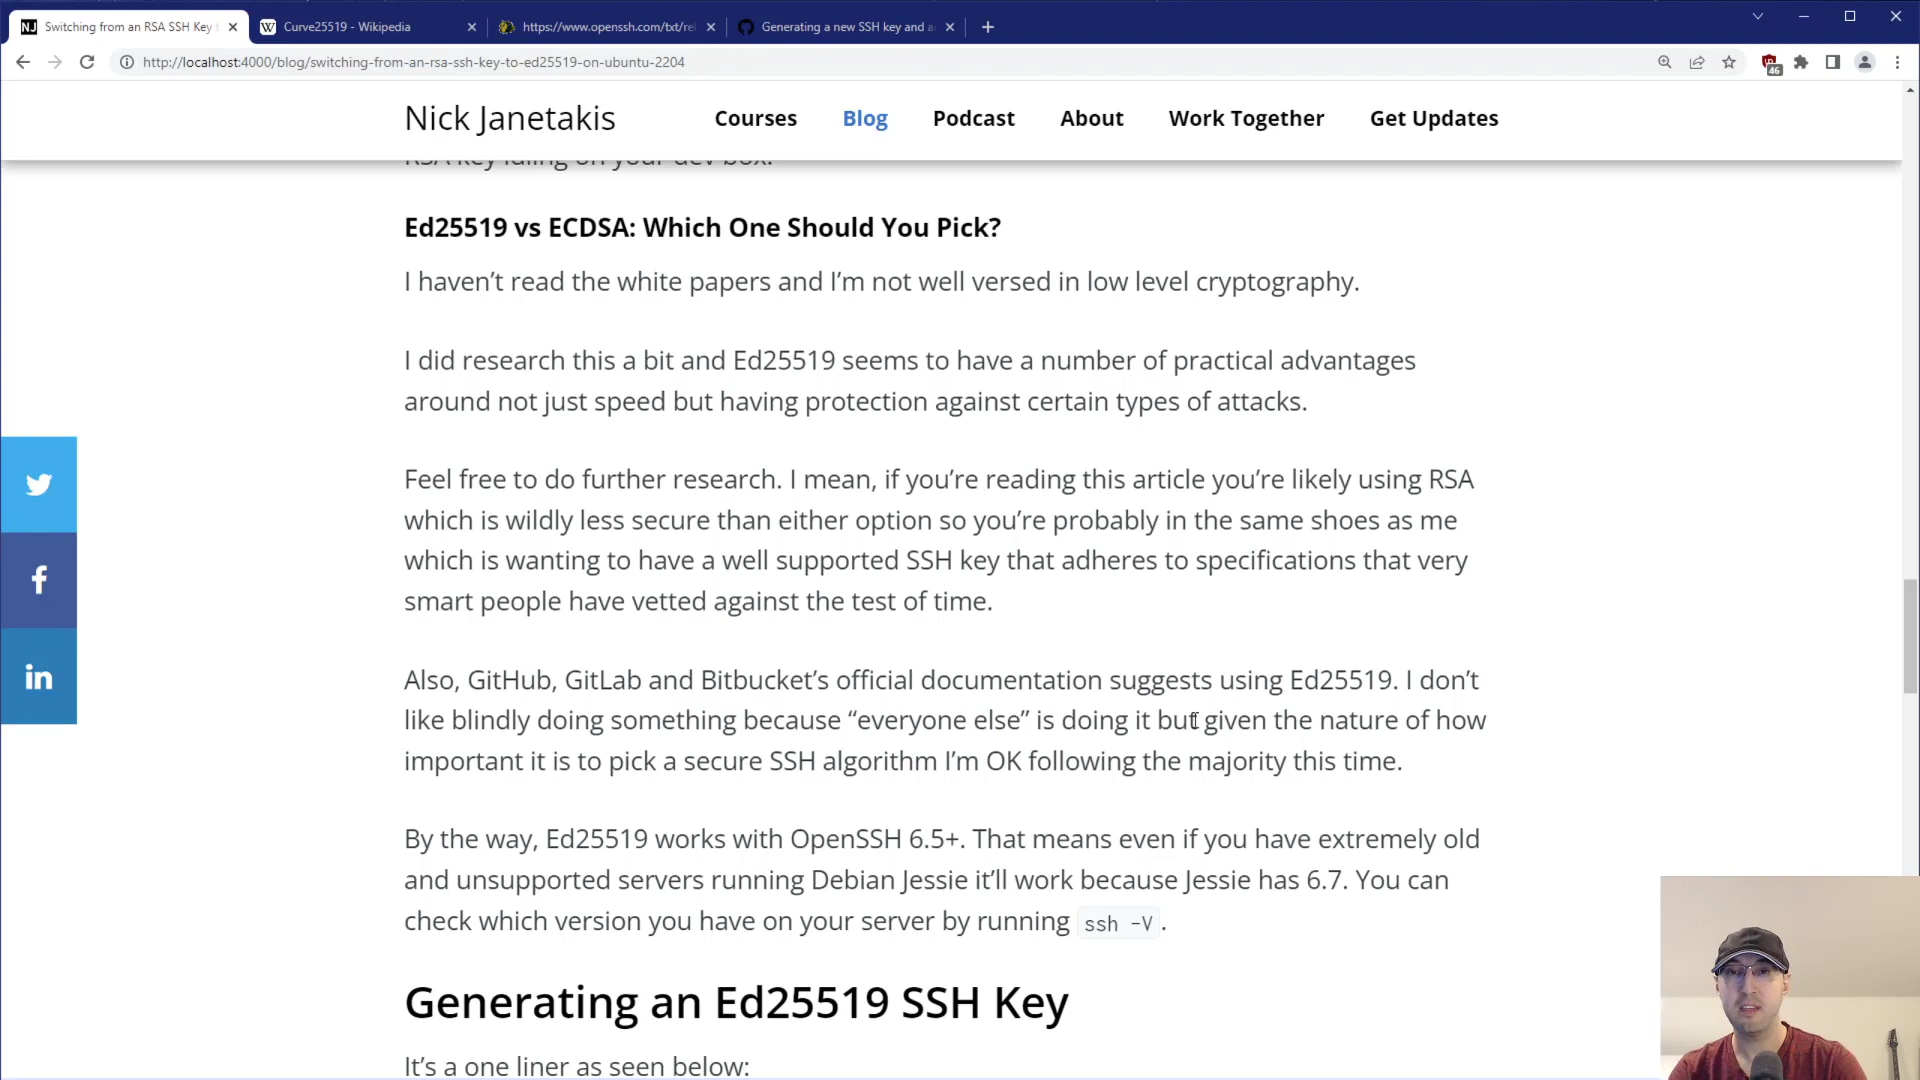 NJ Switching from an RSA SSH Key
W Curve25519 - Wikipedia
https://www.openssh.com/txt/re
Generating a new SSH key and a
http://localhost:4000/blog/switching-from-an-rsa-ssh-key-to-ed25519-on-ubuntu-2204
46
Nick Janetakis
Courses
Blog
Podcast
About
Work Together
Get Updates
RSA key idling on your dev box.
Ed25519 vs ECDSA: Which One Should You Pick?
I haven’t read the white papers and I’m not well versed in low level cryptography.
I did research this a bit and Ed25519 seems to have a number of practical advantages
around not just speed but having protection against certain types of attacks.
Feel free to do further research. I mean, if you’re reading this article you’re likely using RSA
which is wildly less secure than either option so you’re probably in the same shoes as me
which is wanting to have a well supported SSH key that adheres to specifications that very
smart people have vetted against the test of time.
Also, GitHub, GitLab and Bitbucket’s official documentation suggests using Ed25519. I don’t
like blindly doing something because “everyone else” is doing it but given the nature of how
important it is to pick a secure SSH algorithm I’m OK following the majority this time.
By the way, Ed25519 works with OpenSSH 6.5+. That means even if you have extremely old
and unsupported servers running Debian Jessie it’ll work because Jessie has 6.7. You can
check which version you have on your server by running ssh -V.
Generating an Ed25519 SSH Key
It’s a one liner as seen below: